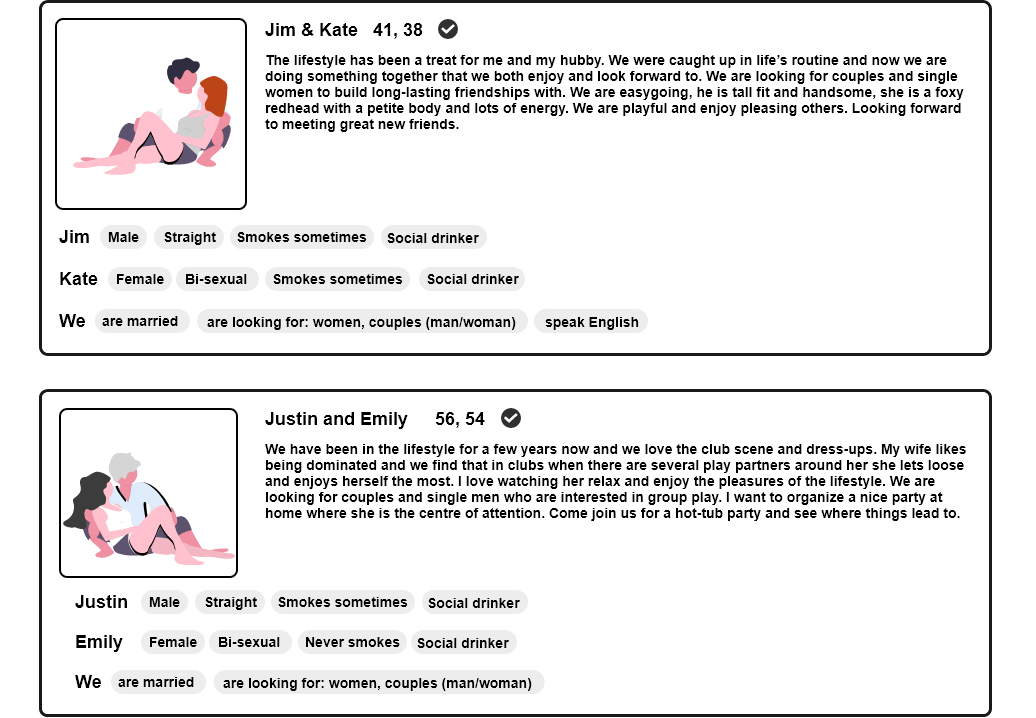 Jim & Kate 41, 38
The lifestyle has been a treat for me and my hubby. We were caught up in life’s routine and now we are
doing something together that we both enjoy and look forward to. We are looking for couples and single
women to build long-lasting friendships with. We are easygoing, he is tall fit and handsome, she is a foxy
redhead with a petite body and lots of energy. We are playful and enjoy pleasing others. Looking forward
to meeting great new friends.
Jim Male Straight Smokes sometimes Social drinker
Kate Female Bi-sexual Smokes sometimes Social drinker
We are married are looking for: women, couples (man/woman) speak English
Justin and Emily 56, 54
We have been in the lifestyle for a few years now and we love the club scene and dress-ups. My wife likes
being dominated and we find that in clubs when there are several play partners around her she lets loose
and enjoys herself the most. I love watching her relax and enjoy the pleasures of the lifestyle. We are
looking for couples and single men who are interested in group play. I want to organize a nice party at
home where she is the centre of attention. Come join us for a hot-tub party and see where things lead to.
Justin Male Straight Smokes sometimes Social drinker
Emily Female Bi-sexual Never smokes Social drinker
We are married are looking for: women, couples (man/woman)